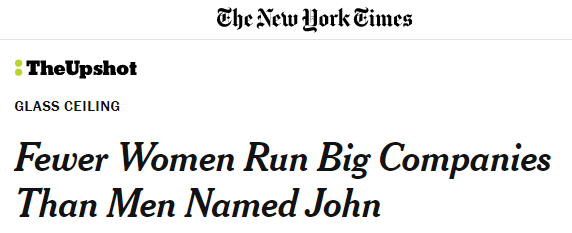 The New York Times
TheUpshot
GLASS CEILING
Fewer Women Run Big Companies
Than Men Named John